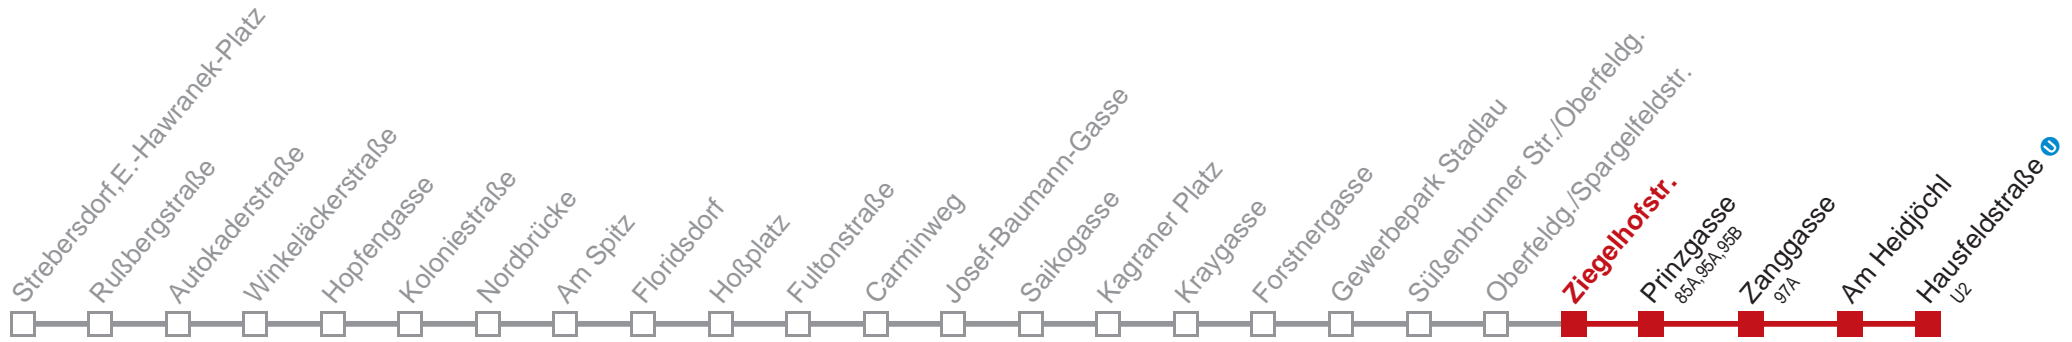 Strebersdorf,E.-Hawranek-Platz
Rußbergstraße
Autokaderstraße
Winkeläckerstraße
Hopfengasse
Koloniestraße
Nordbrücke
Am Spitz
Floridsdorf
Hoßplatz
Fultonstraße
Carminweg
Josef-Baumann-Gasse
Saikogasse
Kagraner Platz
Kraygasse
Forstnergasse
Gewerbepark Stadlau
Süßenbrunner Str./Oberfeldg.
Oberfeldg./Spargelfeldstr.
Ziegelhofstr.
Prinzgasse
85A,95A,95B
Zanggasse
97A
Am Heidjöchl
Hausfeldstraße U
U2